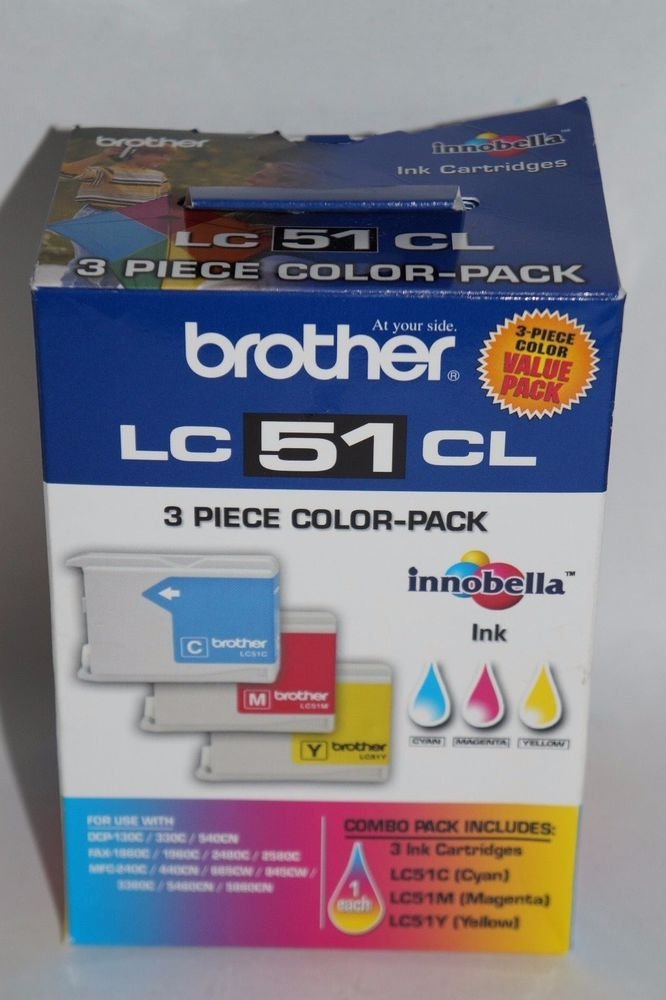 brother
innobella™
Ink Cartridges
LC 51 CL
3 PIECE COLOR-PACK
At your side.
brother®
3-PIECE
COLOR
VALUE
PACK
LC 51 CL
3 PIECE COLOR-PACK
innobella™
Ink
C brother
LC51C
M brother
LC51M
Y brother
LC51Y
CYAN MAGENTA YELLOW
FOR USE WITH
DCP-130C / 330C / 540CN
FAX-1860C / 1960C / 2480C / 2580C
MFC-240C / 440CN / 665CW / 845CW /
3360C / 5460CN / 5860CN
1
each
COMBO PACK INCLUDES:
3 Ink Cartridges
LC51C (Cyan)
LC51M (Magenta)
LC51Y (Yellow)